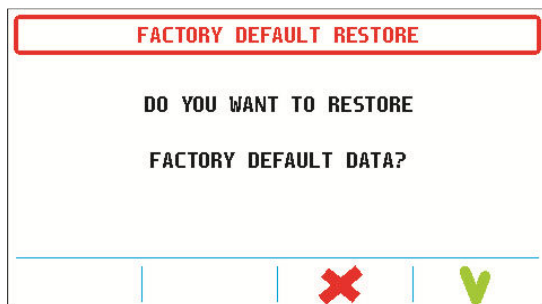 FACTORY DEFAULT RESTORE
DO YOU WANT TO RESTORE
FACTORY DEFAULT DATA?